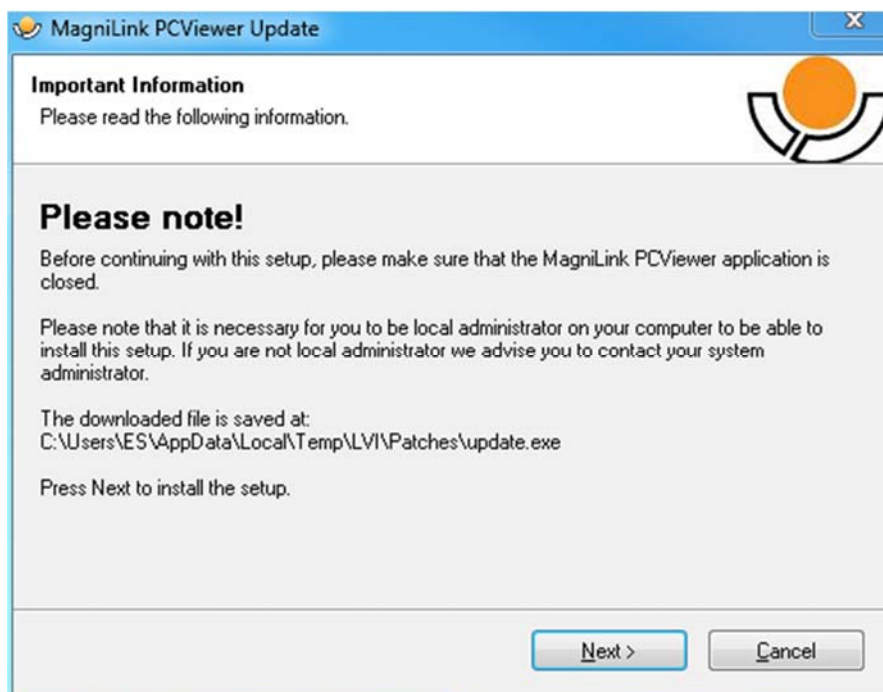 MagniLink PCViewer Update
X
Important Information
Please read the following information.
Please note!
Before continuing with this setup, please make sure that the MagniLink PCViewer application is
closed.
Please note that it is necessary for you to be local administrator on your computer to be able to
install this setup. If you are not local administrator we advise you to contact your system
administrator.
The downloaded file is saved at:
C:\Users\ES\AppData\Local\Temp\LVI\Patches\update.exe
Press Next to install the setup.
Next >
Cancel